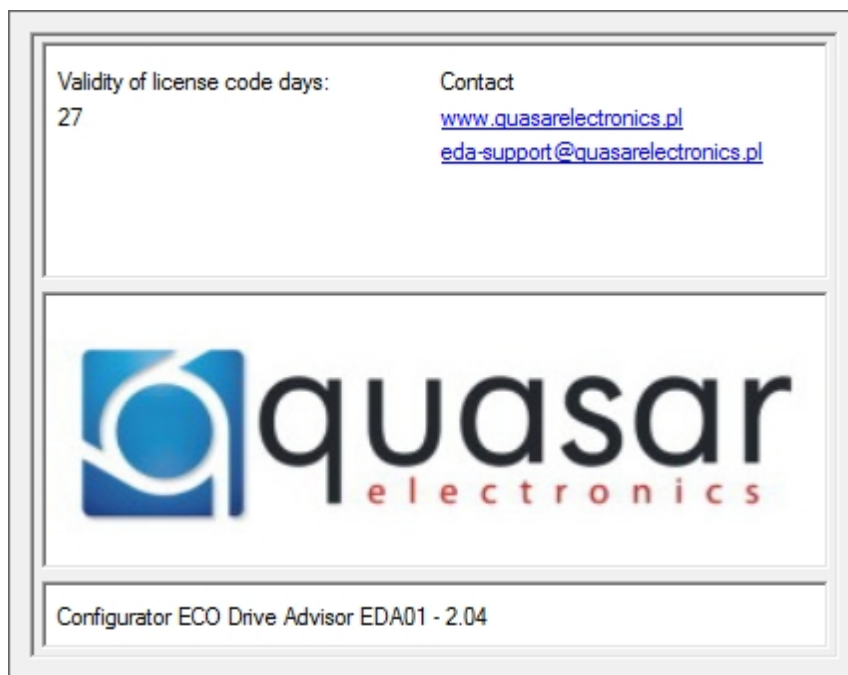 Validity of license code days:
27
Contact
www.quasarelectronics.pl
eda-support@quasarelectronics.pl
quasar
electronics
Configurator ECO Drive Advisor EDA01 - 2.04